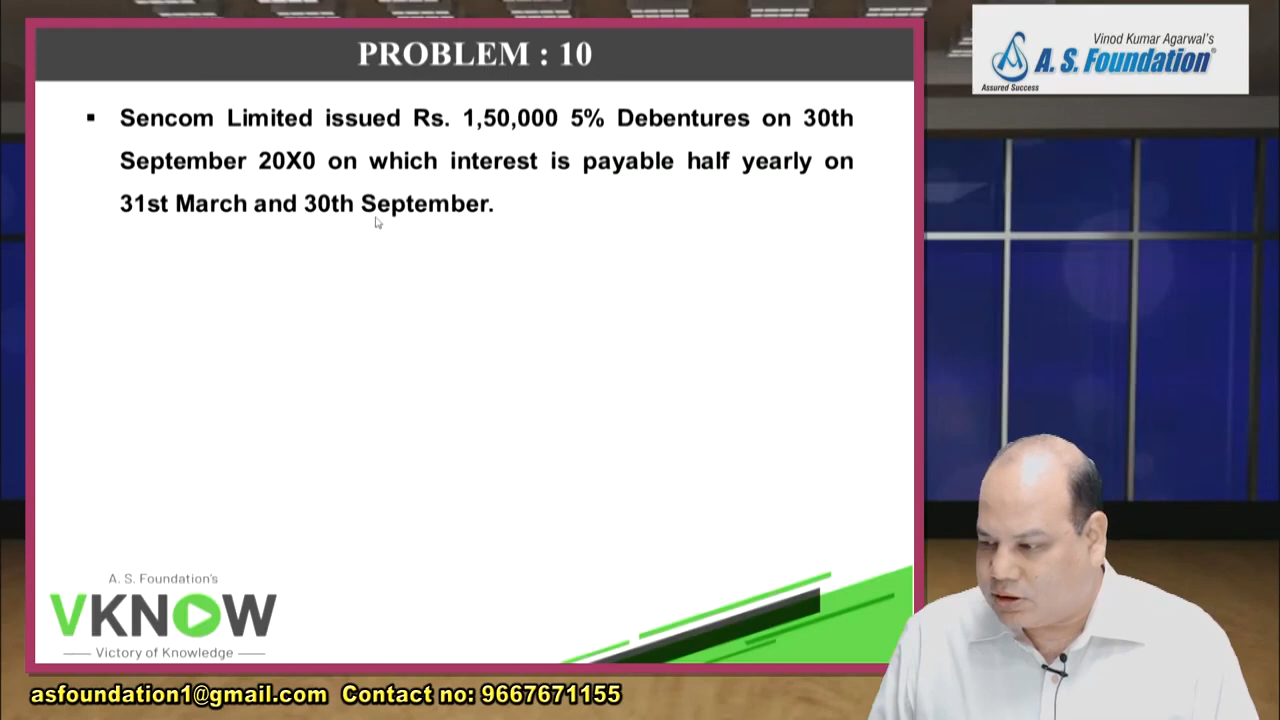 PROBLEM : 10
Vinod Kumar Agarwal's
A. S. Foundation®
Assured Success
▪ Sencom Limited issued Rs. 1,50,000 5% Debentures on 30th
September 20X0 on which interest is payable half yearly on
31st March and 30th September.
A. S. Foundation's
VKNOW
Victory of Knowledge
asfoundation1@gmail.com Contact no: 9667671155